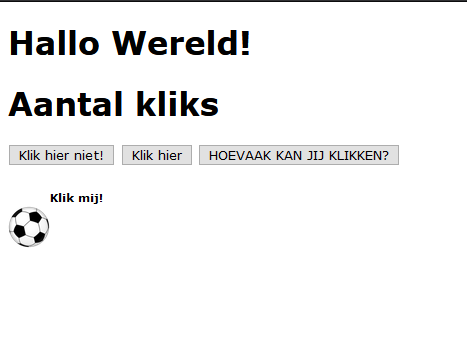 Hallo Wereld!
Aantal kliks
Klik hier niet! Klik hier HOEVAAK KAN JIJ KLIKKEN?
Klik mij!